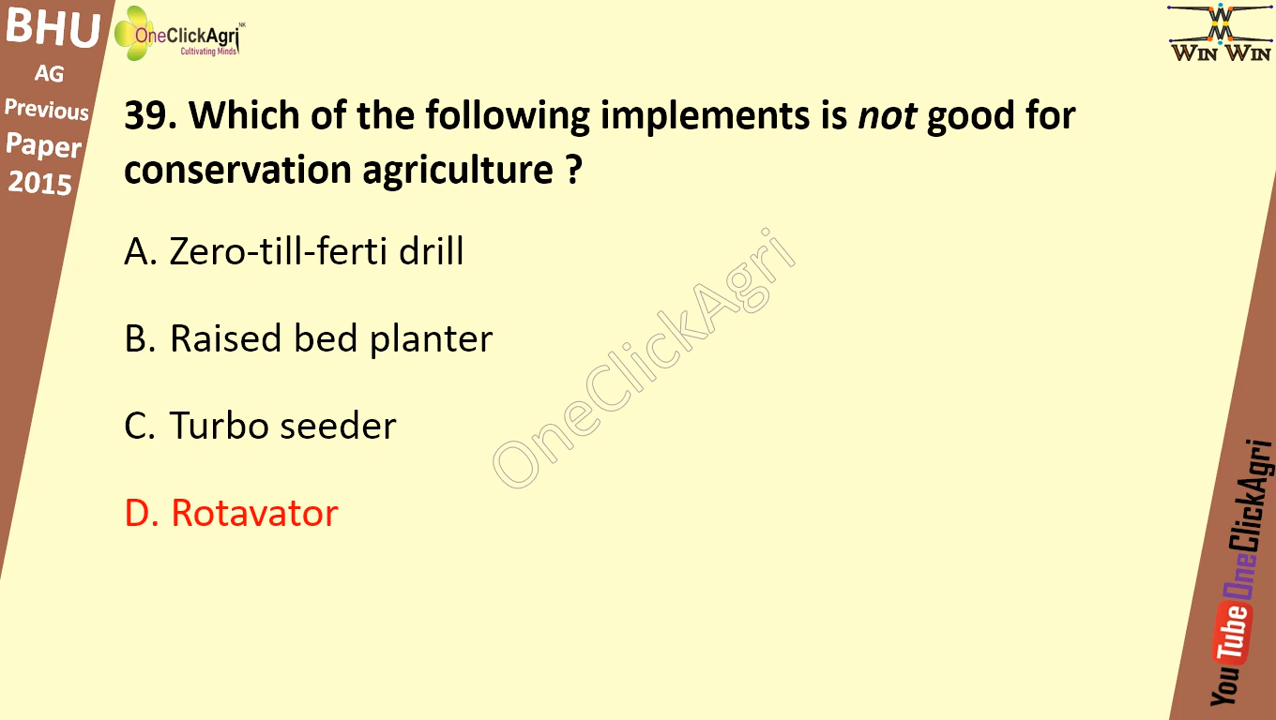 BHU
AG
Previous
Paper
2015
OneClickAgri NK
Cultivating Minds
WIN WIN
39. Which of the following implements is not good for
conservation agriculture ?
A. Zero-till-ferti drill
B. Raised bed planter
C. Turbo seeder
D. Rotavator
OneClickAgri
YouTube OneClickAgri